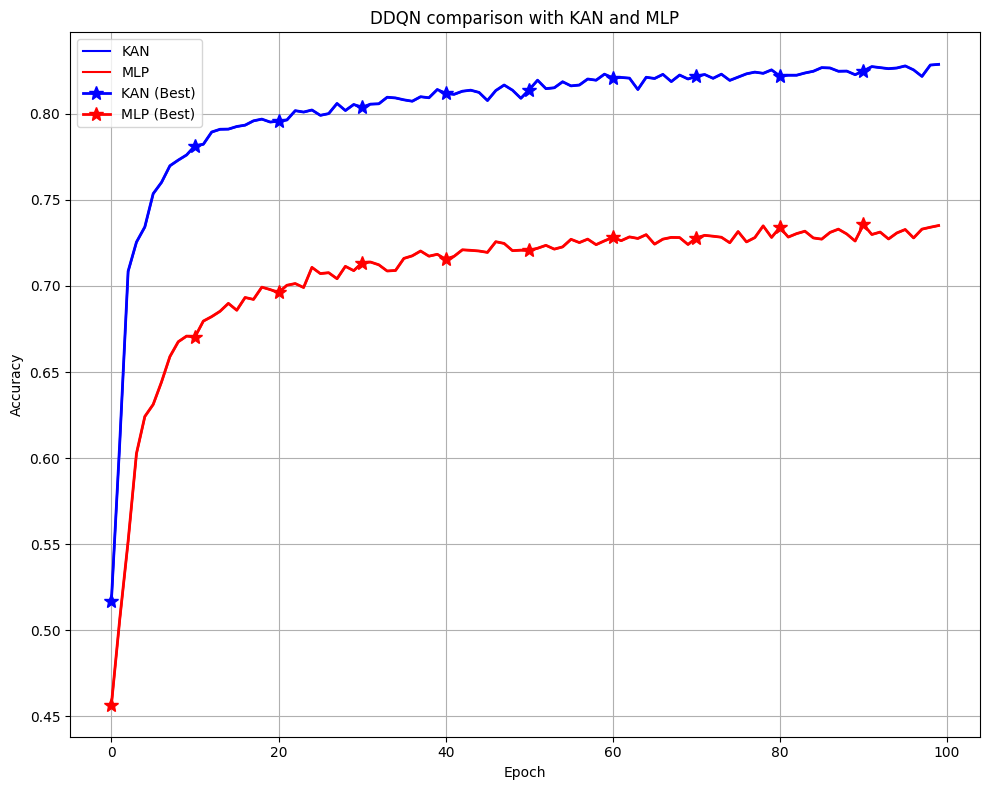 DDQN comparison with KAN and MLP
KAN
MLP
KAN (Best)
MLP (Best)
0.80
0.75
0.70
0.65
0.60
0.55
0.50
0.45
Accuracy
0 20 40 60 80 100
Epoch